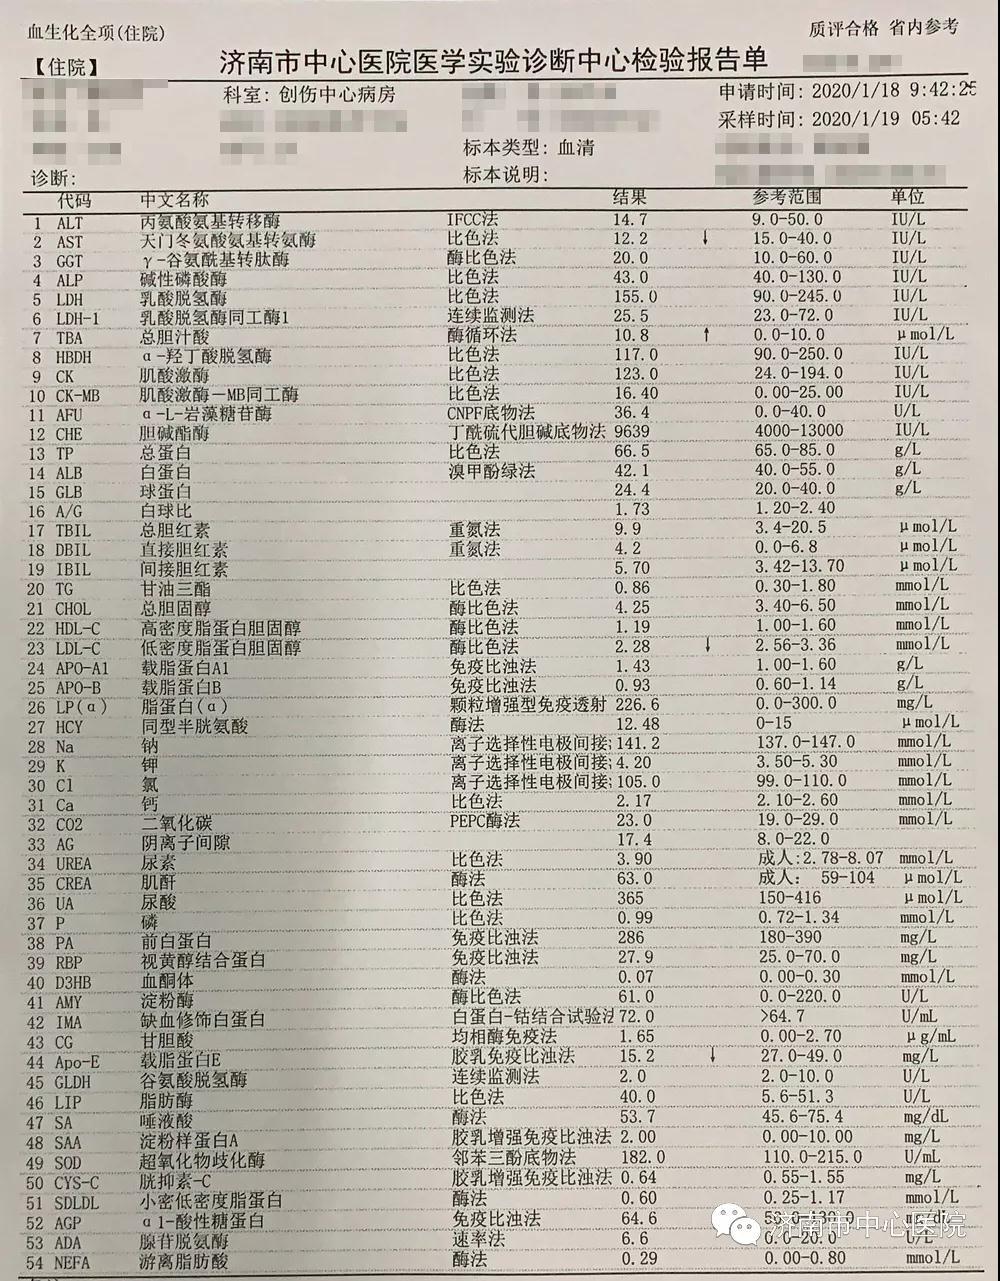 血生化全项(住院)
质评合格 省内参考
【住院】
济南市中心医院医学实验诊断中心检验报告单
科室: 创伤中心病房
申请时间: 2020/1/18 9:42:25
采样时间: 2020/1/19 05:42
标本类型: 血清
诊断:
标本说明:
代码 中文名称 结果 参考范围 单位
1 ALT 丙氨酸氨基转移酶 IFCC法 14.7 9.0-50.0 IU/L
2 AST 天门冬氨酸氨基转氨酶 比色法 12.2 ↓ 15.0-40.0 IU/L
3 GGT γ-谷氨酰基转肽酶 酶比色法 20.0 10.0-60.0 IU/L
4 ALP 碱性磷酸酶 比色法 43.0 40.0-130.0 IU/L
5 LDH 乳酸脱氢酶 比色法 155.0 90.0-245.0 IU/L
6 LDH-1 乳酸脱氢酶同工酶1 连续监测法 25.5 23.0-72.0 IU/L
7 TBA 总胆汁酸 酶循环法 10.8 ↑ 0.0-10.0 μmol/L
8 HBDH α-羟丁酸脱氢酶 比色法 117.0 90.0-250.0 IU/L
9 CK 肌酸激酶 比色法 123.0 24.0-194.0 IU/L
10 CK-MB 肌酸激酶-MB同工酶 比色法 16.40 0.00-25.00 IU/L
11 AFU α-L-岩藻糖苷酶 CNPF底物法 36.4 0.0-40.0 U/L
12 CHE 胆碱酯酶 丁酰硫代胆碱底物法 9639 4000-13000 IU/L
13 TP 总蛋白 比色法 66.5 65.0-85.0 g/L
14 ALB 白蛋白 溴甲酚绿法 42.1 40.0-55.0 g/L
15 GLB 球蛋白 24.4 20.0-40.0 g/L
16 A/G 白球比 1.73 1.20-2.40
17 TBIL 总胆红素 重氮法 9.9 3.4-20.5 μmol/L
18 DBIL 直接胆红素 重氮法 4.2 0.0-6.8 μmol/L
19 IBIL 间接胆红素 5.70 3.42-13.70 μmol/L
20 TG 甘油三酯 比色法 0.86 0.30-1.80 mmol/L
21 CHOL 总胆固醇 酶比色法 4.25 3.40-6.50 mmol/L
22 HDL-C 高密度脂蛋白胆固醇 酶比色法 1.19 1.00-1.60 mmol/L
23 LDL-C 低密度脂蛋白胆固醇 酶比色法 2.28 ↓ 2.56-3.36 mmol/L
24 APO-A1 载脂蛋白A1 免疫比浊法 1.43 1.00-1.60 g/L
25 APO-B 载脂蛋白B 免疫比浊法 0.93 0.60-1.14 g/L
26 LP(α) 脂蛋白(α) 颗粒增强型免疫透射 226.6 0.0-300.0 mg/L
27 HCY 同型半胱氨酸 酶法 12.48 0-15 μmol/L
28 Na 钠 离子选择性电极间接 141.2 137.0-147.0 mmol/L
29 K 钾 离子选择性电极间接 4.20 3.50-5.30 mmol/L
30 Cl 氯 离子选择性电极间接 105.0 99.0-110.0 mmol/L
31 Ca 钙 比色法 2.17 2.10-2.60 mmol/L
32 CO2 二氧化碳 PEPC酶法 23.0 19.0-29.0 mmol/L
33 AG 阴离子间隙 17.4 8.0-22.0
34 UREA 尿素 比色法 3.90 成人:2.78-8.07 mmol/L
35 CREA 肌酐 酶法 63.0 成人: 59-104 μmol/L
36 UA 尿酸 比色法 365 150-416 μmol/L
37 P 磷 比色法 0.99 0.72-1.34 mmol/L
38 PA 前白蛋白 免疫比浊法 286 180-390 mg/L
39 RBP 视黄醇结合蛋白 免疫比浊法 27.9 25.0-70.0 mg/L
40 D3HB 血酮体 酶法 0.07 0.00-0.30 mmol/L
41 AMY 淀粉酶 酶比色法 61.0 0.0-220.0 U/L
42 IMA 缺血修饰白蛋白 白蛋白-钴结合试验法 72.0 >64.7 U/mL
43 CG 甘胆酸 均相酶免疫法 1.65 0.00-2.70 μg/mL
44 Apo-E 载脂蛋白E 胶乳免疫比浊法 15.2 ↓ 27.0-49.0 mg/L
45 GLDH 谷氨酸脱氢酶 连续监测法 2.0 2.0-10.0 U/L
46 LIP 脂肪酶 比色法 40.0 5.6-51.3 U/L
47 SA 唾液酸 酶法 53.7 45.6-75.4 mg/dL
48 SAA 淀粉样蛋白A 胶乳增强免疫比浊法 2.00 0.00-10.00 mg/L
49 SOD 超氧化物歧化酶 邻苯三酚底物法 182.0 110.0-215.0 U/mL
50 CYS-C 胱抑素-C 胶乳增强免疫比浊法 0.64 0.55-1.55 mg/L
51 SDLDL 小密低密度脂蛋白 酶法 0.60 0.25-1.17 mmol/L
52 AGP α1-酸性糖蛋白 免疫比浊法 64.6 mg/dL
53 ADA 腺苷脱氨酶 速率法 6.6 0.0-20.0 U/L
54 NEFA 游离脂肪酸 酶法 0.29 0.00-0.80 mmol/L
济南市中心医院